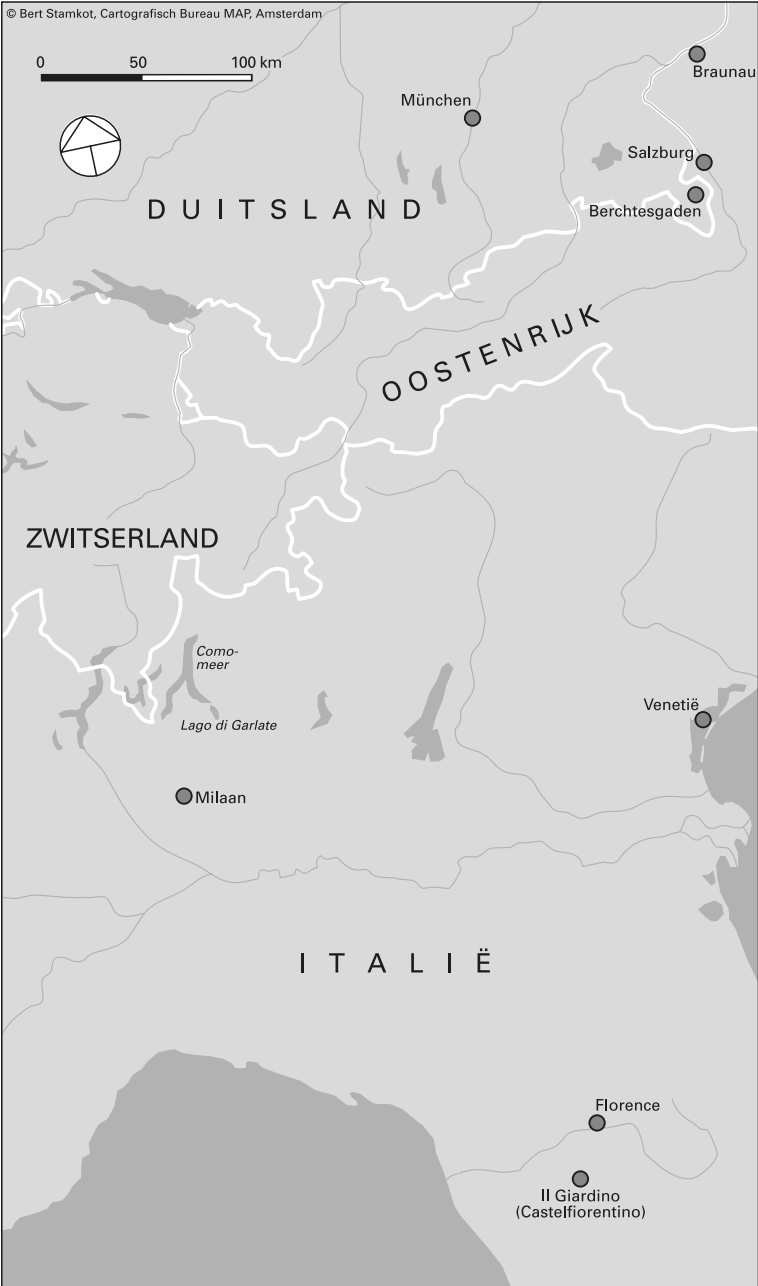 © Bert Stamkot, Cartografisch Bureau MAP, Amsterdam
0 50 100 km
Braunau
München
Salzburg
DUITSLAND
Berchtesgaden
OOSTENRIJK
ZWITSERLAND
Como-
meer
Venetië
Lago di Garlate
Milaan
ITALIË
Florence
Il Giardino
(Castelfiorentino)